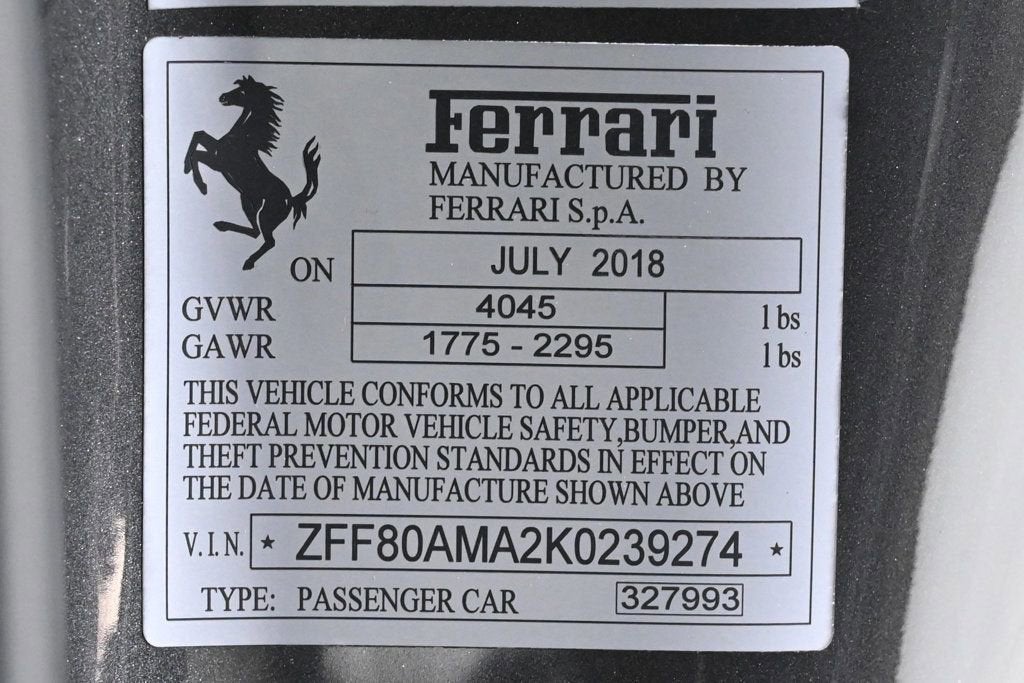 Ferrari
MANUFACTURED BY
FERRARI S.p.A.
ON JULY 2018
GVWR 4045 lbs
GAWR 1775 - 2295 lbs
THIS VEHICLE CONFORMS TO ALL APPLICABLE
FEDERAL MOTOR VEHICLE SAFETY,BUMPER,AND
THEFT PREVENTION STANDARDS IN EFFECT ON
THE DATE OF MANUFACTURE SHOWN ABOVE
V.I.N. ★ ZFF80AMA2K0239274 ★
TYPE: PASSENGER CAR 327993